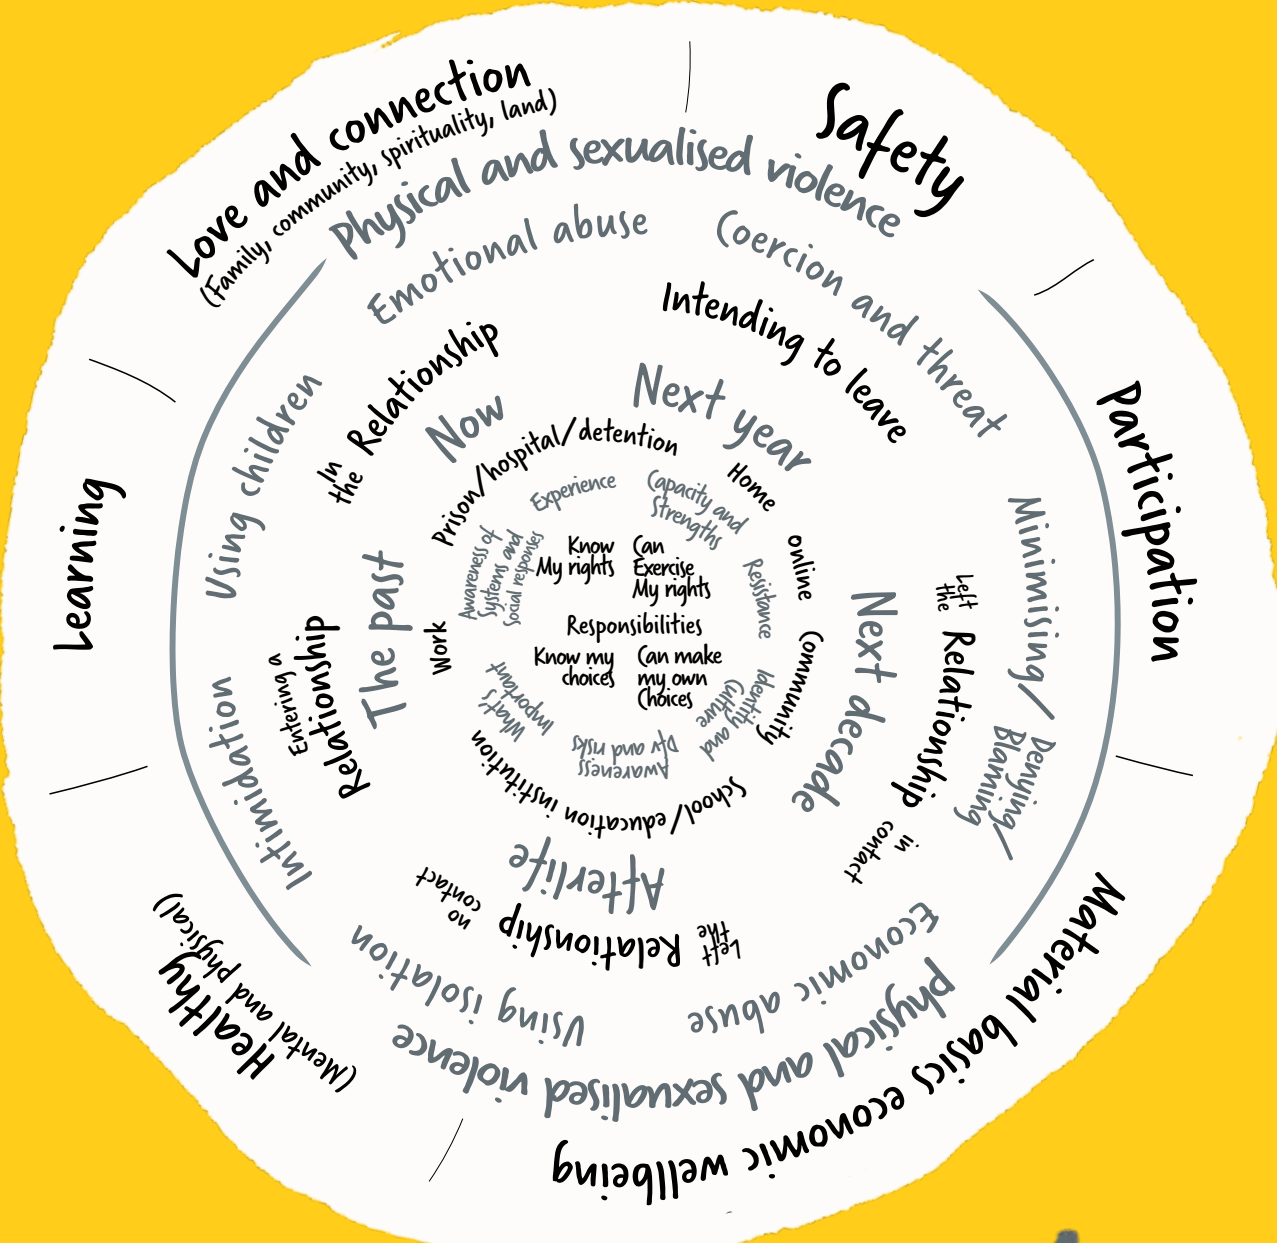 Love and connection
(Family, community, spirituality, land)
Safety
Participation
Material basics economic wellbeing
Healthy
(Mental and physical)
Learning
Physical and sexualised violence
physical and sexualised violence
Emotional abuse
Coercion and threat
Minimising/
Denying/
Blaming
Economic abuse
Using isolation
Intimidation
Using children
In
the Relationship
Intending to leave
Left
the Relationship in
contact
Left
the Relationship no
contact
Entering a
Relationship
Now
Next year
Next decade
Afterlife
The past
Prison/hospital/detention
Home
online
Community
School/education institution
Work
Experience
Capacity and
Strengths
Resistance
Identity and
Culture
Awareness
Dfv and risks
What's
Important
Awareness of
Systems and
Social responses
Know
My rights
Can
Exercise
My rights
Responsibilities
Know my
choices
Can make
my own
Choices